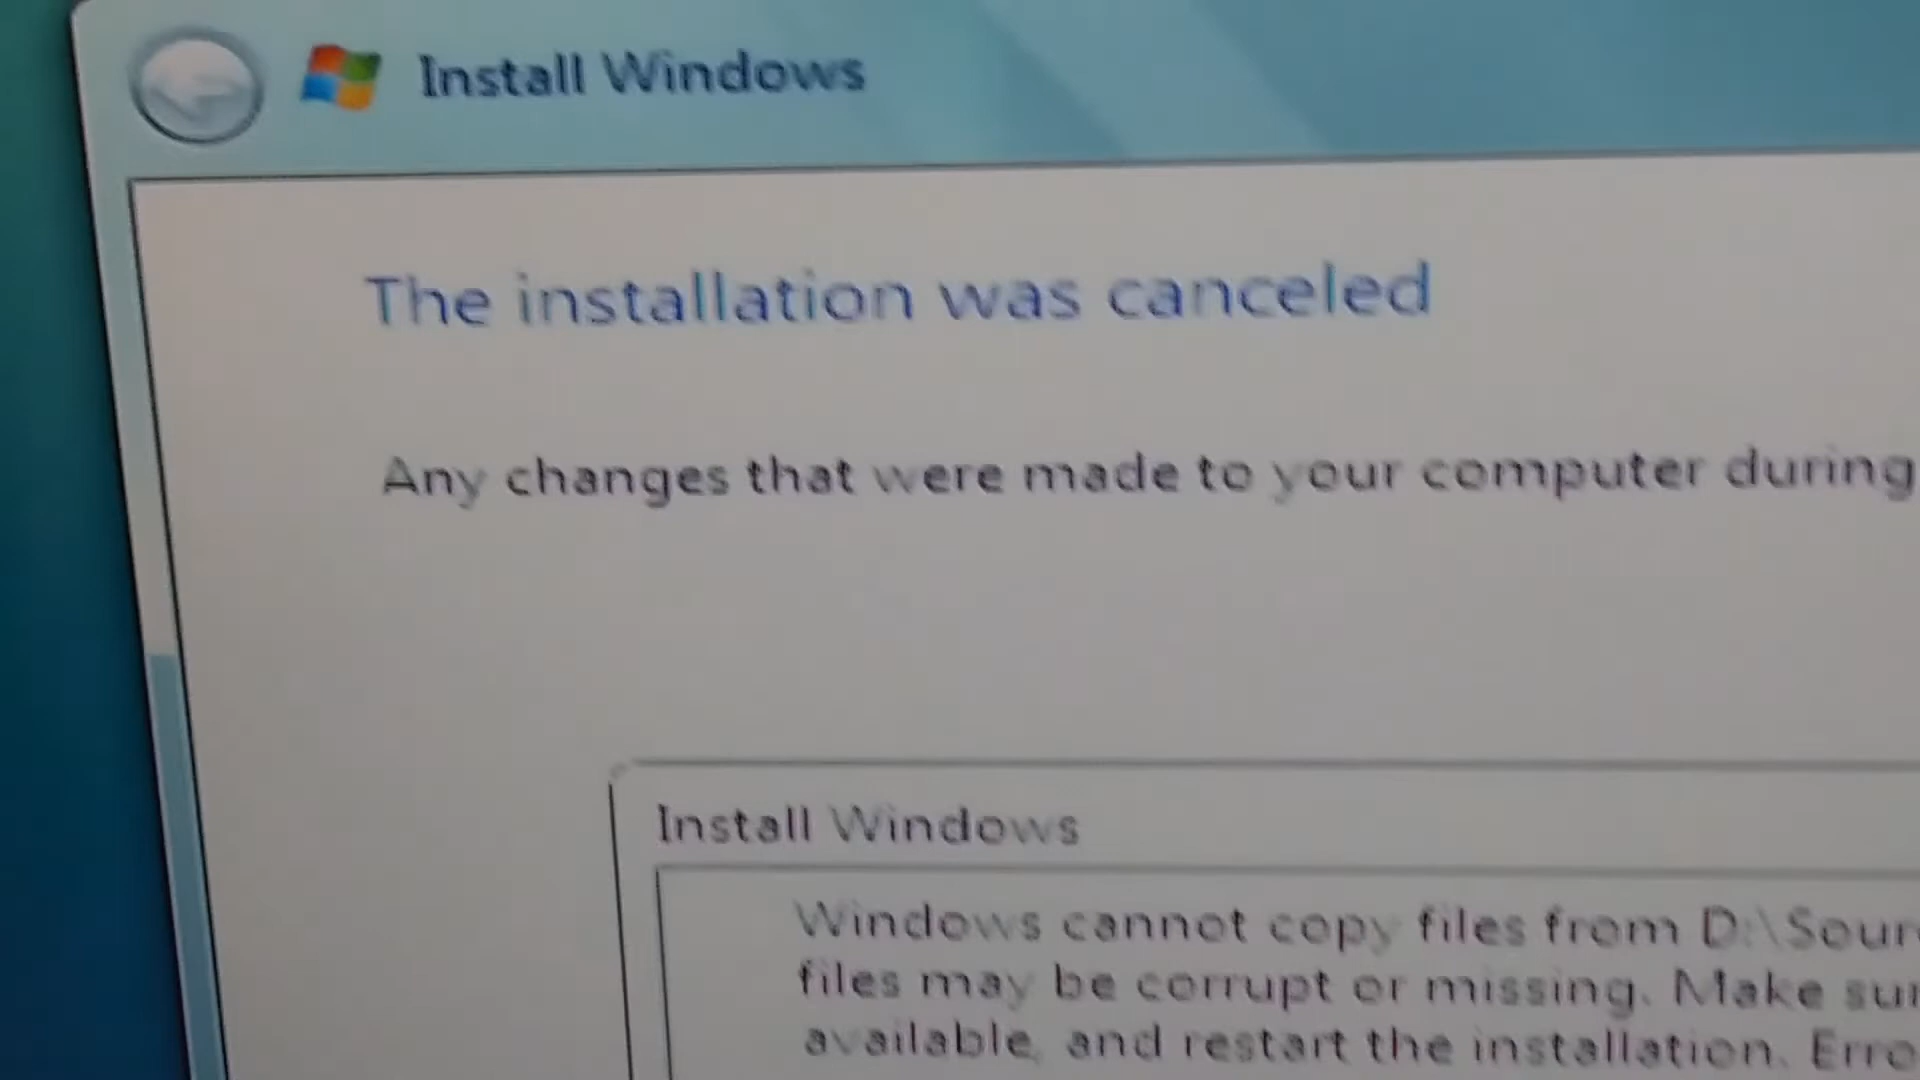 Install Windows
The installation was canceled
Any changes that were made to your computer during
Install Windows
Windows cannot copy files from D:\Sour
files may be corrupt or missing. Make su
available, and restart the installation. Erro